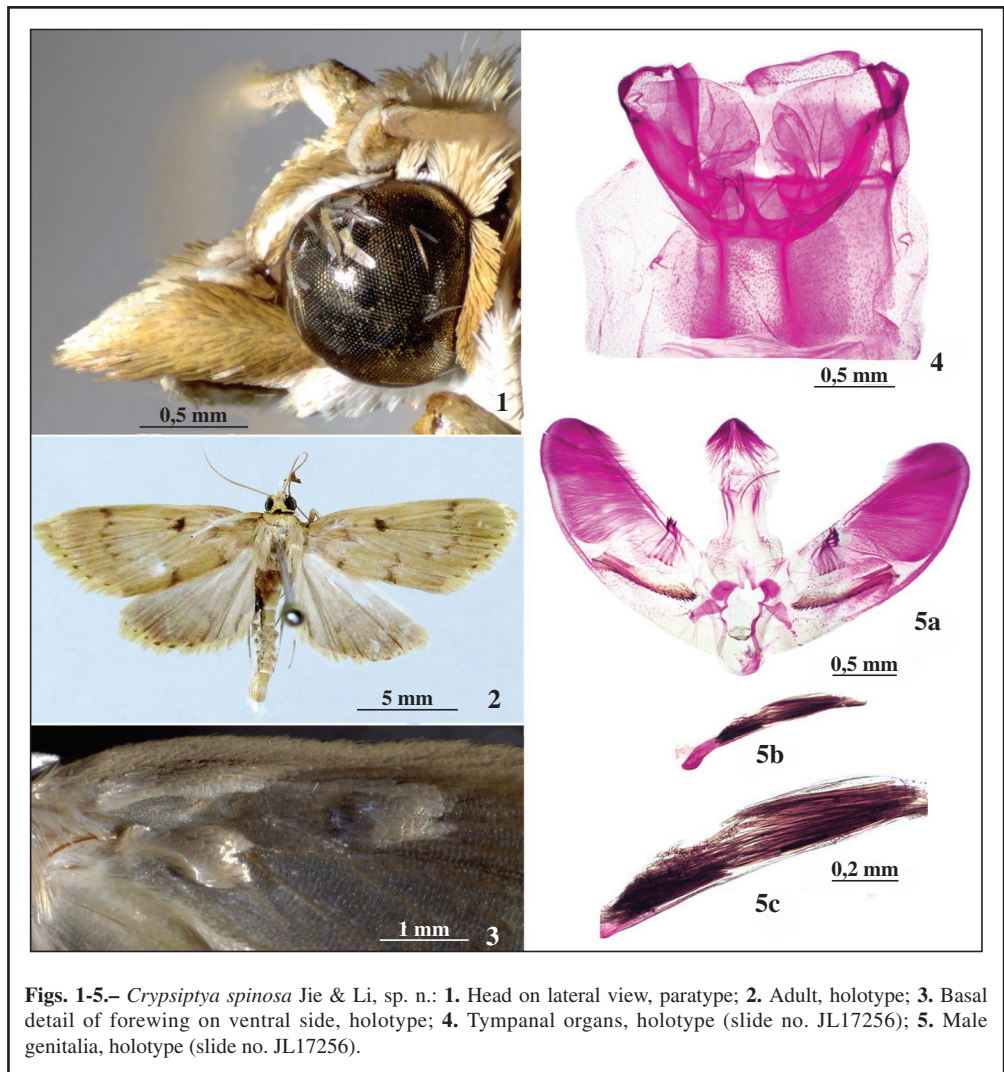 0,5 mm
1
5 mm
2
1 mm
3
0,5 mm
4
5a
0,5 mm
5b
0,2 mm
5c
Figs. 1-5.– Crypsiptya spinosa Jie & Li, sp. n.: 1. Head on lateral view, paratype; 2. Adult, holotype; 3. Basal
detail of forewing on ventral side, holotype; 4. Tympanal organs, holotype (slide no. JL17256); 5. Male
genitalia, holotype (slide no. JL17256).